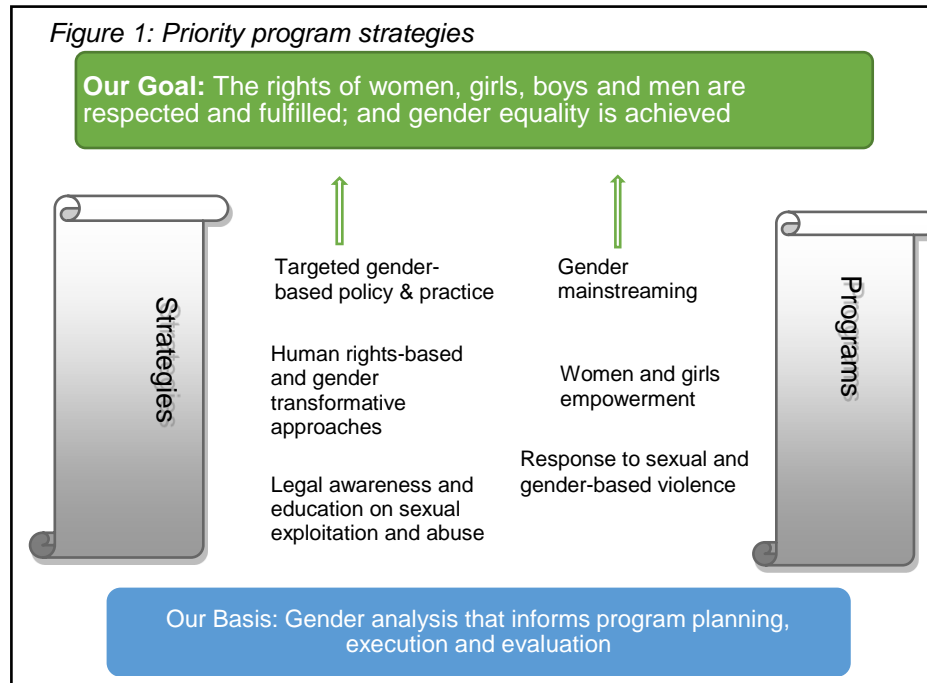 Figure 1: Priority program strategies
Our Goal: The rights of women, girls, boys and men are
respected and fulfilled; and gender equality is achieved
Strategies
Targeted gender-
based policy & practice
Human rights-based
and gender
transformative
approaches
Legal awareness and
education on sexual
exploitation and abuse
Gender
mainstreaming
Women and girls
empowerment
Response to sexual and
gender-based violence
Programs
Our Basis: Gender analysis that informs program planning,
execution and evaluation